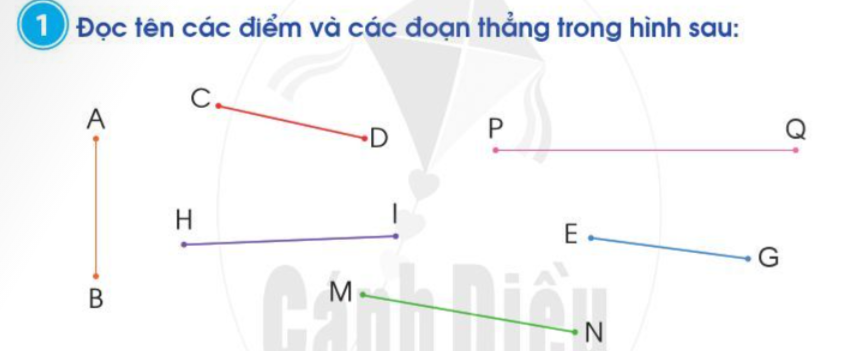 1 Đọc tên các điểm và các đoạn thẳng trong hình sau:
A
C
D
P
Q
H
I
E
G
B
M
N
Cánh Diều